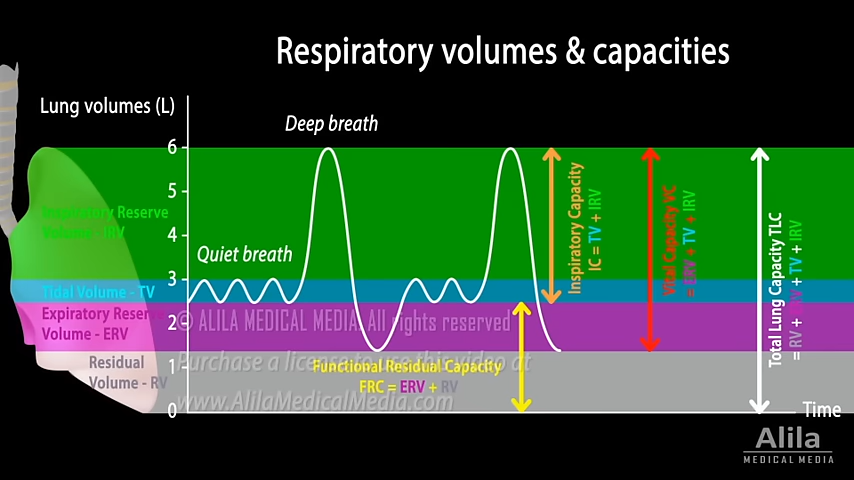 Respiratory volumes & capacities
Lung volumes (L)
Deep breath
6
5
4
3
2
1
0
Quiet breath
Inspiratory Reserve
Volume - IRV
Tidal Volume - TV
Expiratory Reserve
Volume - ERV
Residual
Volume - RV
© ALILA MEDICAL MEDIA. All rights reserved
Purchase a license to use this video at
www.AlilaMedicalMedia.com
Functional Residual Capacity
FRC = ERV + RV
Inspiratory Capacity
IC = TV + IRV
Vital Capacity VC
= ERV + TV + IRV
Total Lung Capacity TLC
= RV + ERV + TV + IRV
Time
Alila
MEDICAL MEDIA